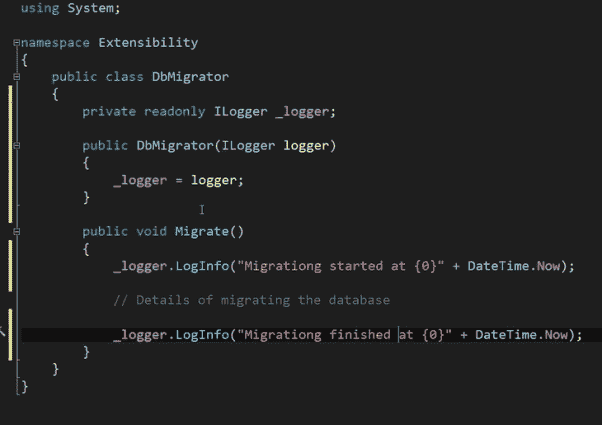 using System;
namespace Extensibility
{
public class DbMigrator
{
private readonly ILogger _logger;
public DbMigrator(ILogger logger)
{
_logger = logger;
}
public void Migrate()
{
_logger.LogInfo("Migrationg started at {0}" + DateTime.Now);
// Details of migrating the database
_logger.LogInfo("Migrationg finished at {0}" + DateTime.Now);
}
}
}